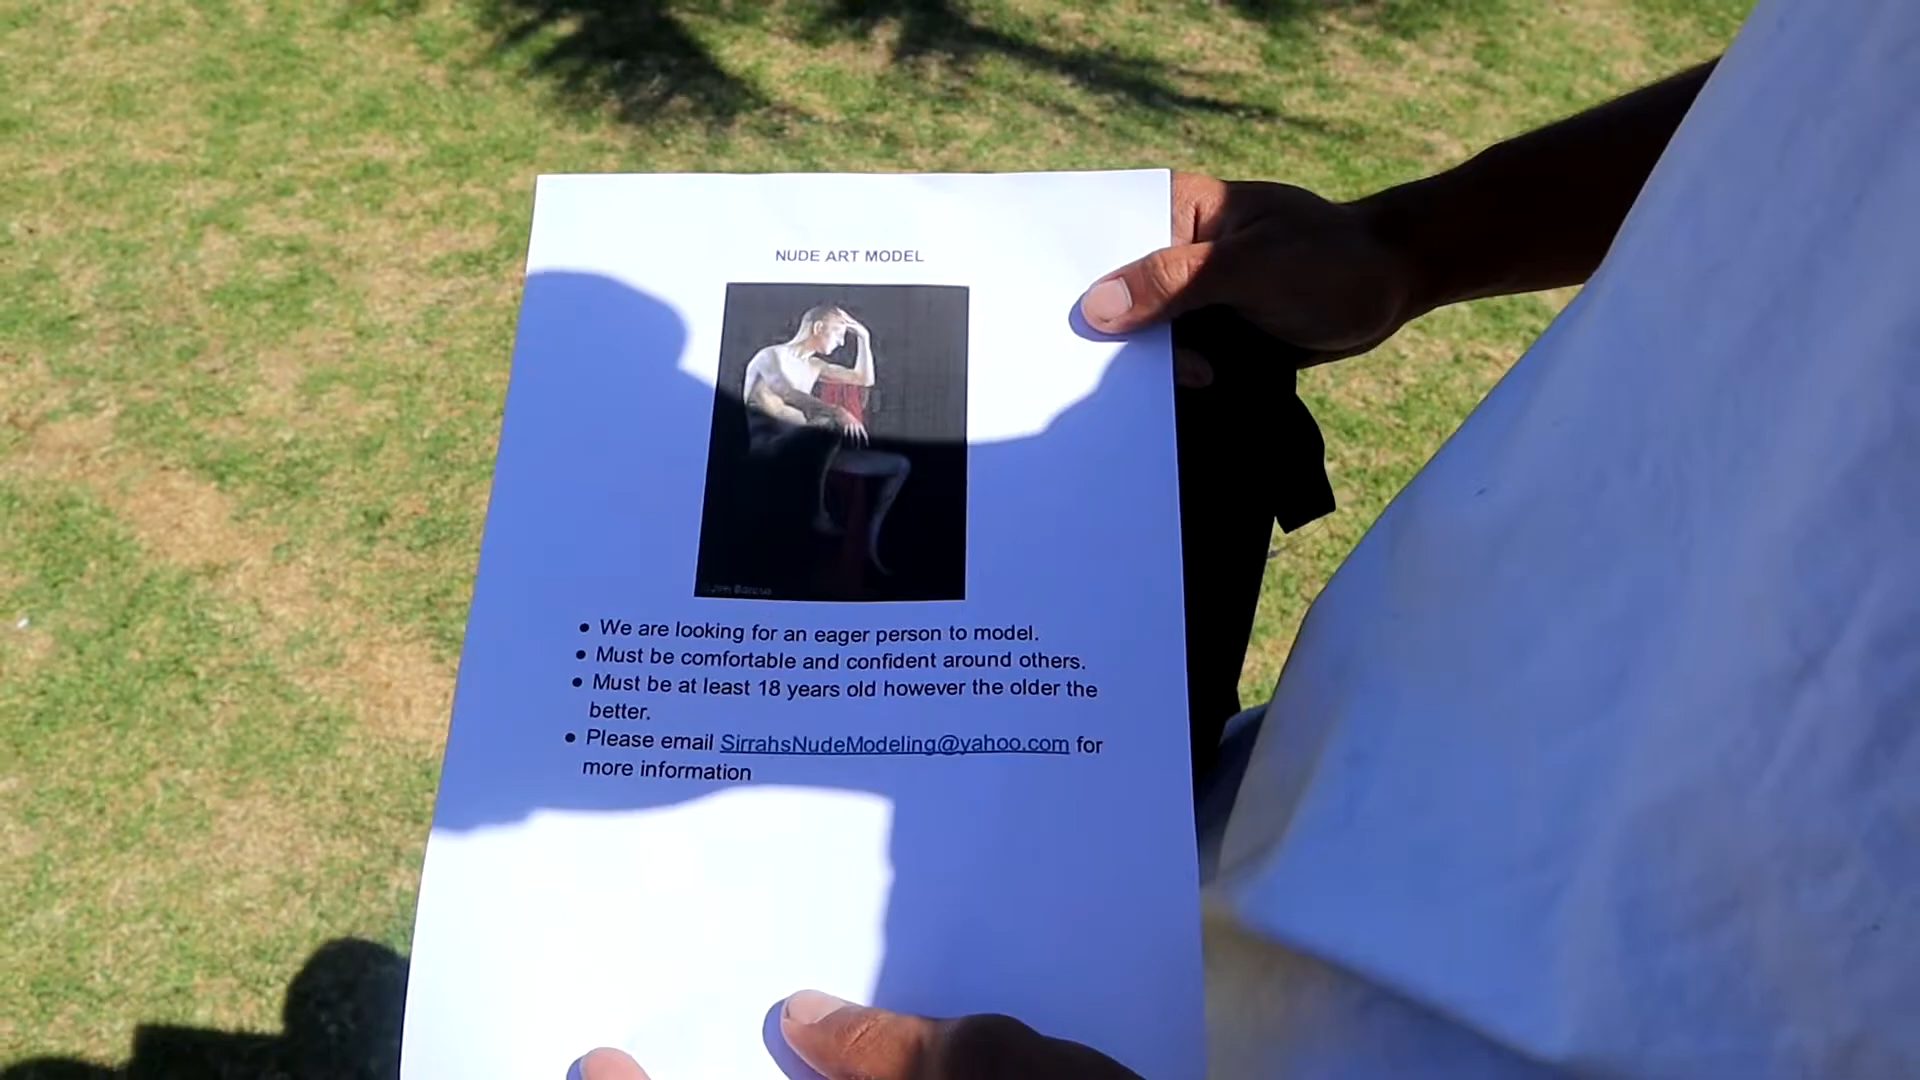 NUDE ART MODEL
• We are looking for an eager person to model.
• Must be comfortable and confident around others.
• Must be at least 18 years old however the older the
better.
• Please email SirrahsNudeModeling@yahoo.com for
more information